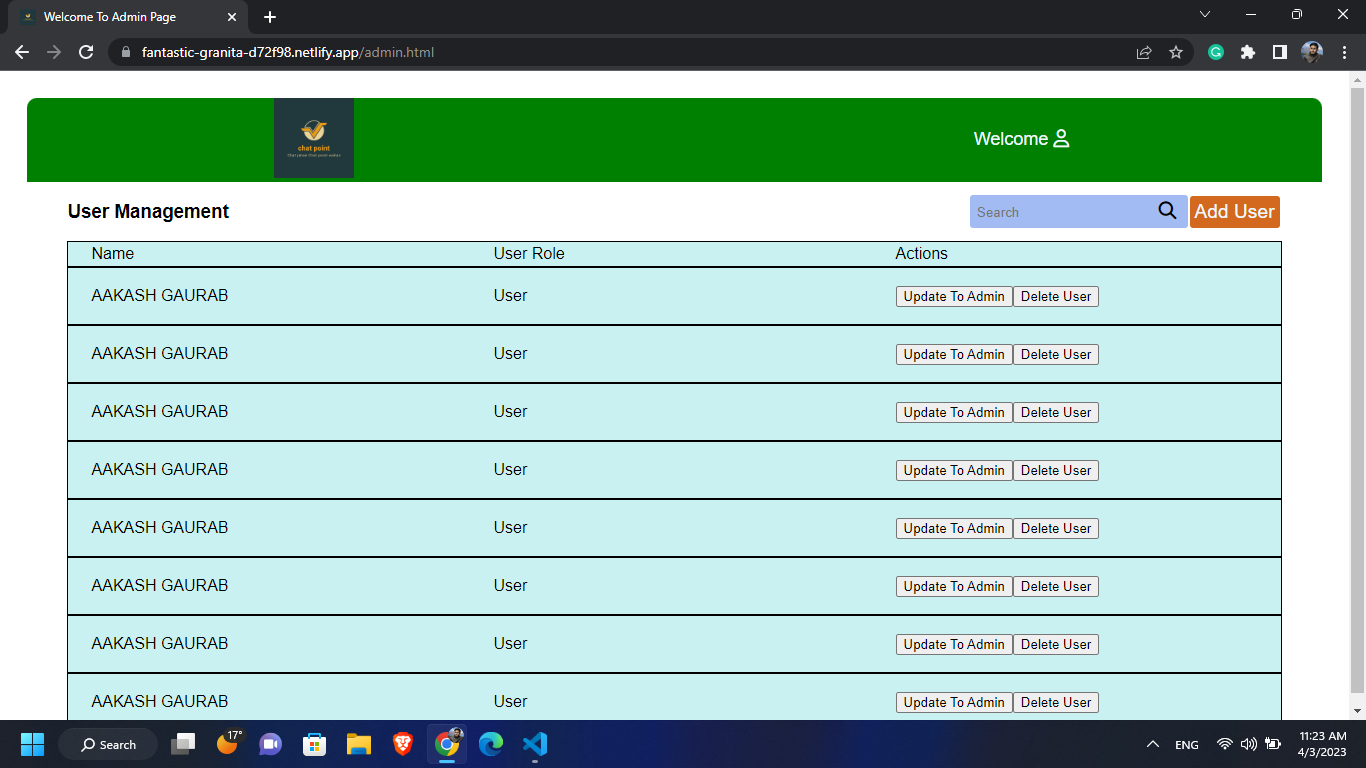 Welcome To Admin Page
fantastic-granita-d72f98.netlify.app/admin.html
chat point
Welcome
User Management
Search
Add User
Name User Role Actions
AAKASH GAURAB User Update To Admin Delete User
AAKASH GAURAB User Update To Admin Delete User
AAKASH GAURAB User Update To Admin Delete User
AAKASH GAURAB User Update To Admin Delete User
AAKASH GAURAB User Update To Admin Delete User
AAKASH GAURAB User Update To Admin Delete User
AAKASH GAURAB User Update To Admin Delete User
AAKASH GAURAB User Update To Admin Delete User
Search
17°
ENG
11:23 AM
4/3/2023